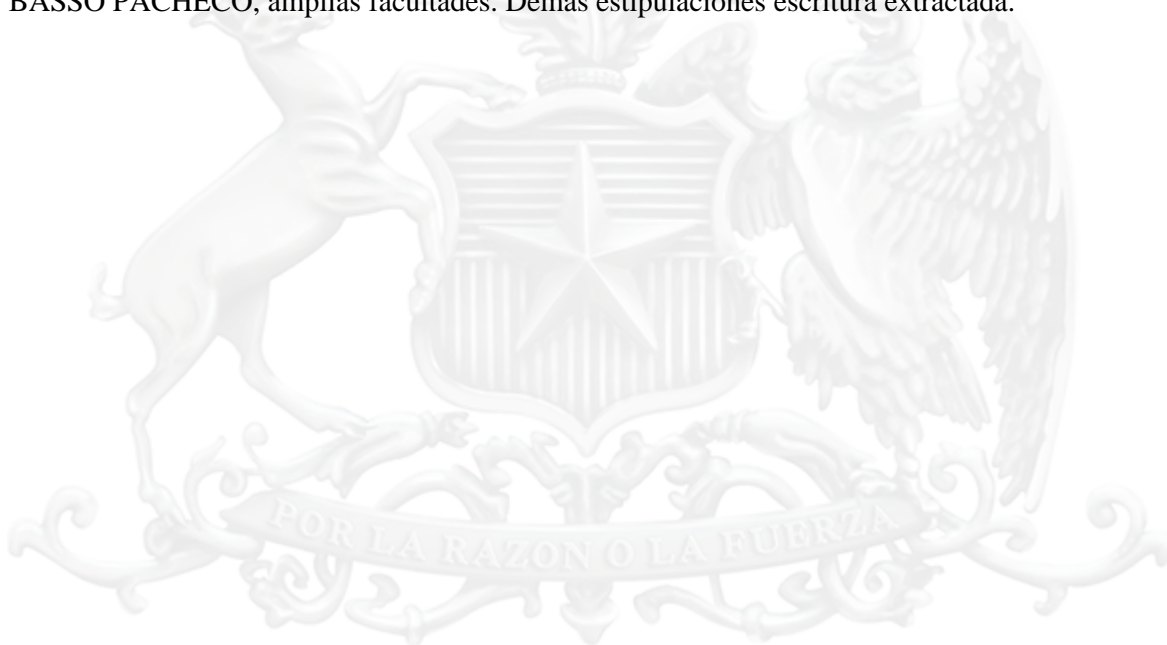 BASSO PACHECO, amplias facultades. Demás estipulaciones escritura extractada.
POR LA RAZON O LA FUERZA